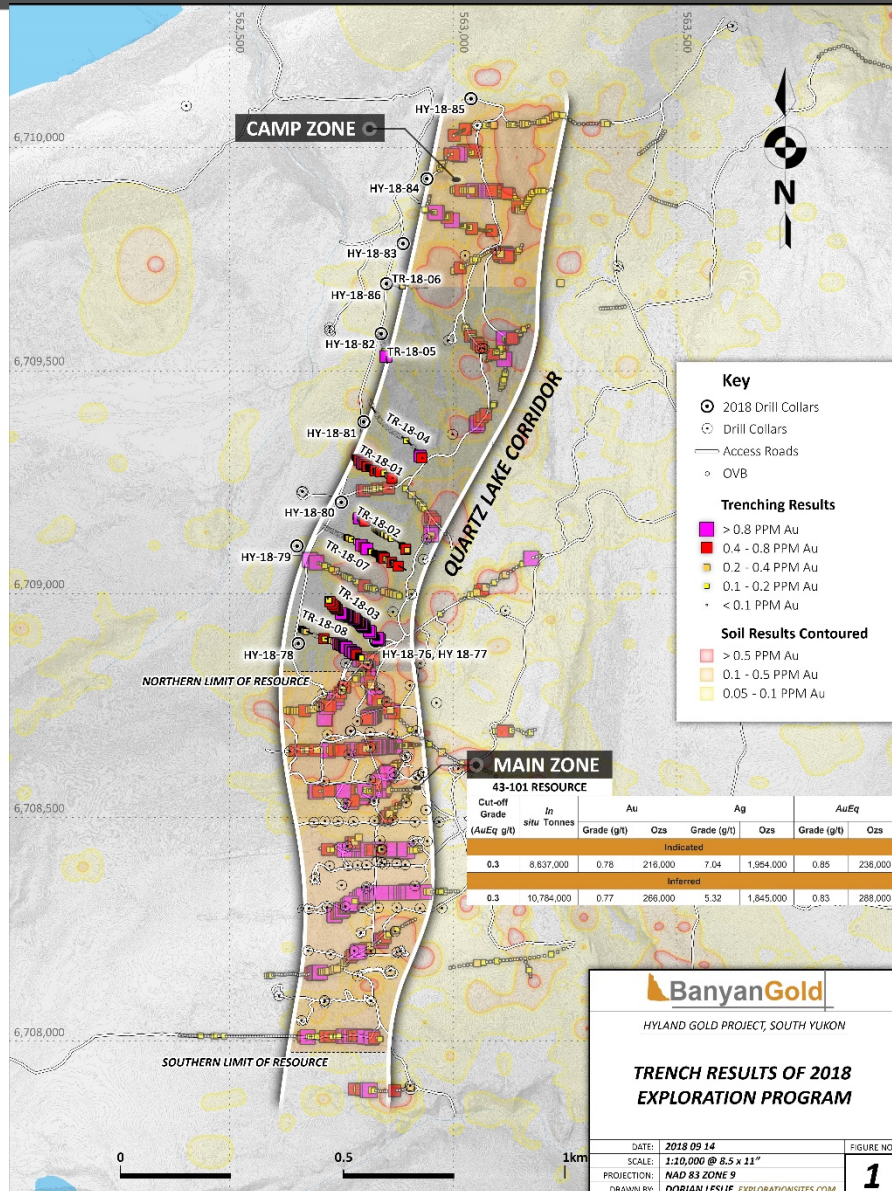 562,500
563,000
563,500
HY-18-85
6,710,000
CAMP ZONE
N
HY-18-84
HY-18-83
TR-18-06
HY-18-86
HY-18-82
TR-18-05
6,709,500
HY-18-81
TR-18-04
TR-18-01
QUARTZ LAKE CORRIDOR
HY-18-80
TR-18-02
HY-18-79
TR-18-07
6,709,000
TR-18-03
TR-18-08
HY-18-78
HY-18-76, HY 18-77
NORTHERN LIMIT OF RESOURCE
Key
2018 Drill Collars
Drill Collars
Access Roads
OVB
Trenching Results
> 0.8 PPM Au
0.4 - 0.8 PPM Au
0.2 - 0.4 PPM Au
0.1 - 0.2 PPM Au
< 0.1 PPM Au
Soil Results Contoured
> 0.5 PPM Au
0.1 - 0.5 PPM Au
0.05 - 0.1 PPM Au
MAIN ZONE
43-101 RESOURCE
Cut-off Grade (AuEq g/t) In situ Tonnes Au Ag AuEq
Grade (g/t) Ozs Grade (g/t) Ozs Grade (g/t) Ozs
Indicated
0.3 8,637,000 0.78 216,000 7.04 1,954,000 0.85 236,000
Inferred
0.3 10,784,000 0.77 266,000 5.32 1,845,000 0.83 288,000
6,708,500
6,708,000
SOUTHERN LIMIT OF RESOURCE
0 0.5 1km
BanyanGold
HYLAND GOLD PROJECT, SOUTH YUKON
TRENCH RESULTS OF 2018
EXPLORATION PROGRAM
DATE: 2018 09 14
SCALE: 1:10,000 @ 8.5 x 11"
PROJECTION: NAD 83 ZONE 9
DRAWN BY: DORIAN LESLIE, EXPLORATIONSITES.COM
FIGURE NO
1